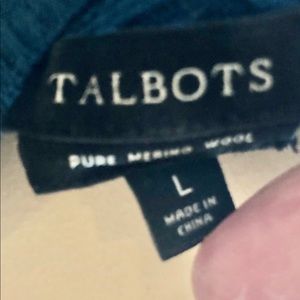 TALBOTS
PURE MERINO WOOL
L
MADE IN
CHINA